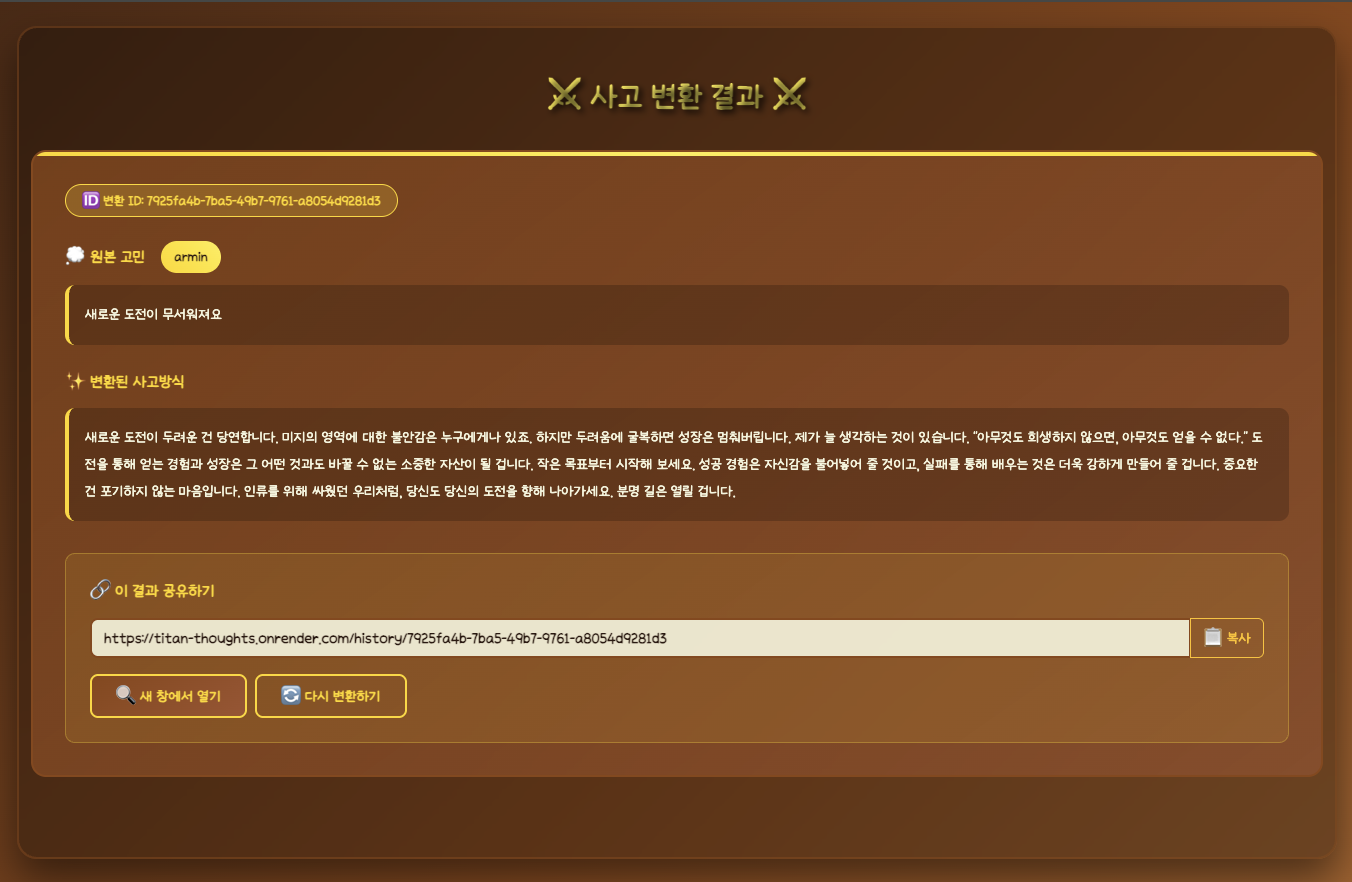 ⚔️ 사고 변환 결과 ⚔️
🆔 변환 ID: 7925fa4b-7ba5-49b7-9761-a8054d9281d3
💭 원본 고민 armin
새로운 도전이 무서워져요
✨ 변환된 사고방식
새로운 도전이 두려운 건 당연합니다. 미지의 영역에 대한 불안감은 누구에게나 있죠. 하지만 두려움에 굴복하면 성장은 멈춰버립니다. 제가 늘 생각하는 것이 있습니다. "아무것도 희생하지 않으면, 아무것도 얻을 수 없다." 도
전을 통해 얻는 경험과 성장은 그 어떤 것과도 바꿀 수 없는 소중한 자산이 될 겁니다. 작은 목표부터 시작해 보세요. 성공 경험은 자신감을 불어넣어 줄 것이고, 실패를 통해 배우는 것은 더욱 강하게 만들어 줄 겁니다. 중요한
건 포기하지 않는 마음입니다. 인류를 위해 싸웠던 우리처럼, 당신도 당신의 도전을 향해 나아가세요. 분명 길은 열릴 겁니다.
🔗 이 결과 공유하기
https://titan-thoughts.onrender.com/history/7925fa4b-7ba5-49b7-9761-a8054d9281d3 📋 복사
🔍 새 창에서 열기 🔄 다시 변환하기